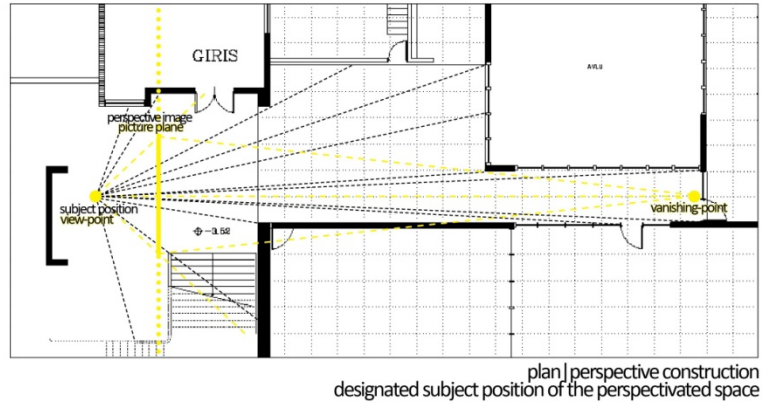 GIRIS
AVLU
perspective image
picture plane
subject position
view-point
-3.52
vanishing-point
plan|perspective construction
designated subject position of the perspectivated space